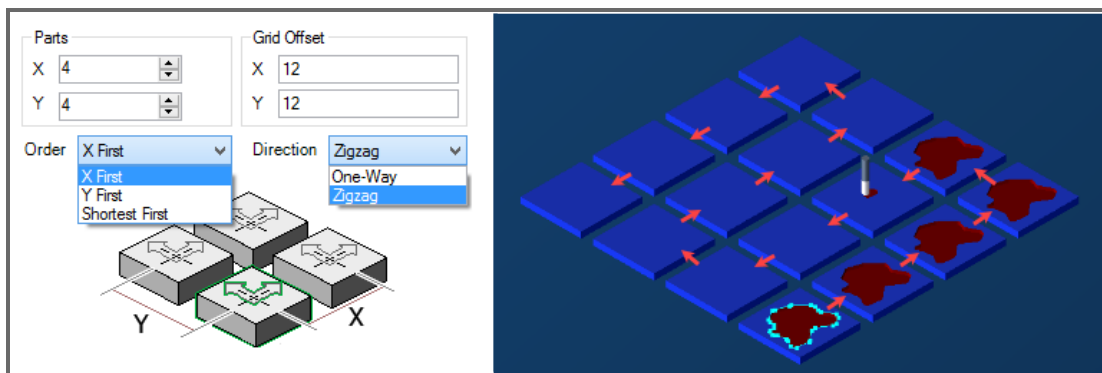 Parts
X 4
Y 4
Grid Offset
X 12
Y 12
Order X First
X First
Y First
Shortest First
Direction Zigzag
One-Way
Zigzag
Y
X